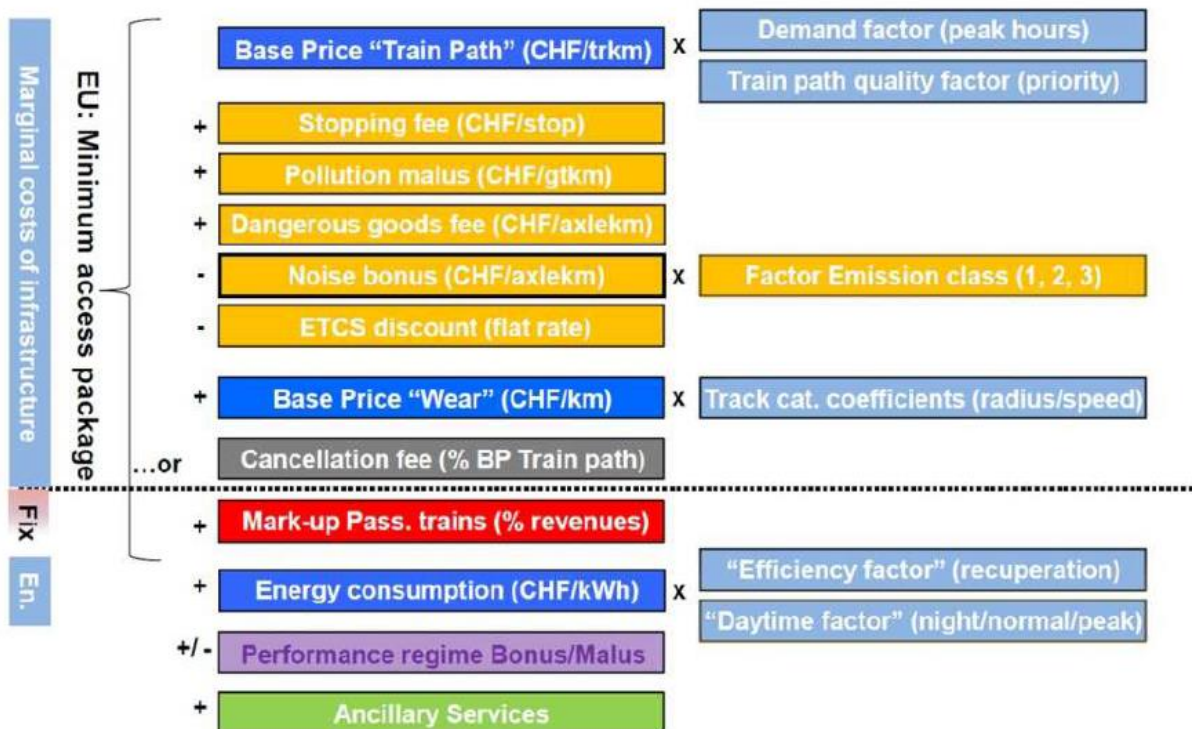 Marginal costs of infrastructure
Fix
En.
EU: Minimum access package
Base Price “Train Path” (CHF/trkm)
x
Demand factor (peak hours)
Train path quality factor (priority)
+
Stopping fee (CHF/stop)
+
Pollution malus (CHF/gtkm)
+
Dangerous goods fee (CHF/axlekm)
-
Noise bonus (CHF/axlekm)
x
Factor Emission class (1, 2, 3)
-
ETCS discount (flat rate)
+
Base Price “Wear” (CHF/km)
x
Track cat. coefficients (radius/speed)
...or
Cancellation fee (% BP Train path)
+
Mark-up Pass. trains (% revenues)
+
Energy consumption (CHF/kWh)
x
“Efficiency factor” (recuperation)
“Daytime factor” (night/normal/peak)
+/-
Performance regime Bonus/Malus
+
Ancillary Services